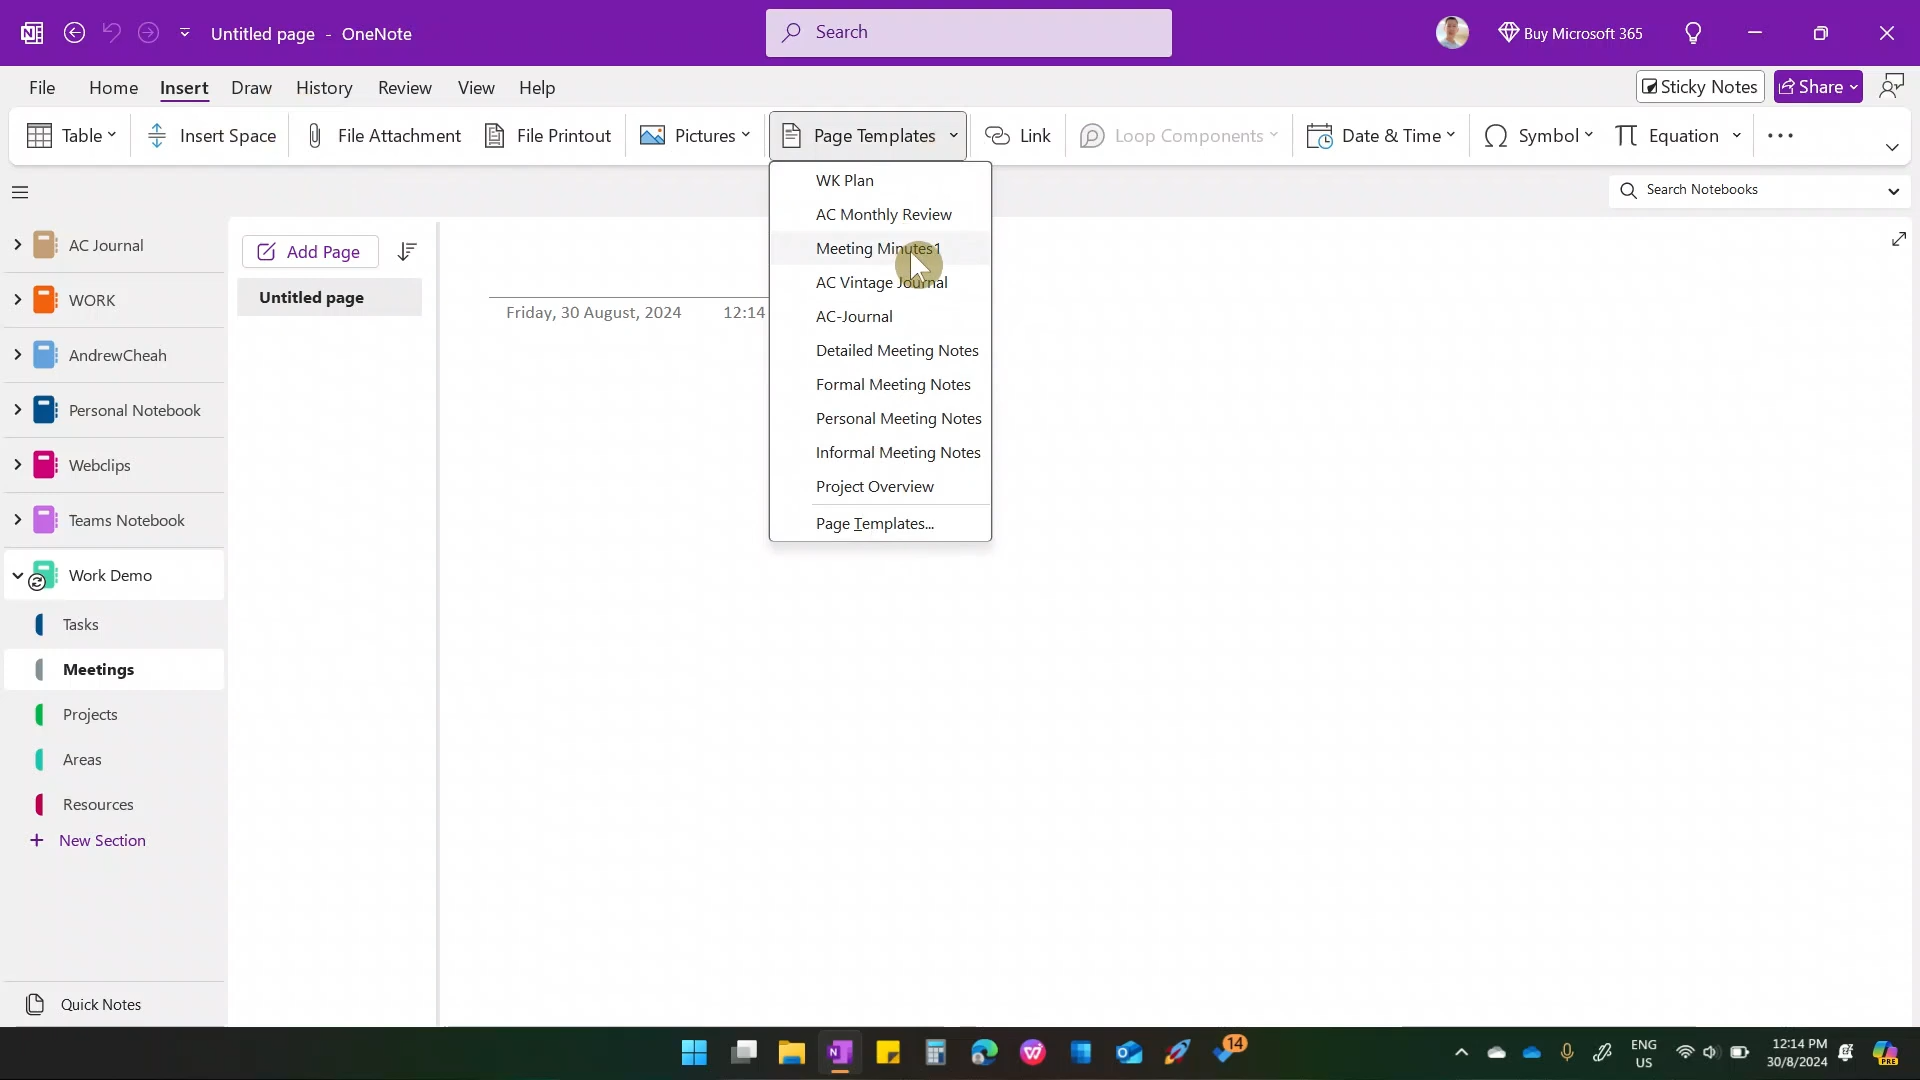 Untitled page - OneNote
Search
Buy Microsoft 365
File Home Insert Draw History Review View Help
Sticky Notes Share
Table Insert Space File Attachment File Printout Pictures Page Templates Link Loop Components Date & Time Symbol Equation
Search Notebooks
AC Journal
WORK
AndrewCheah
Personal Notebook
Webclips
Teams Notebook
Work Demo
Tasks
Meetings
Projects
Areas
Resources
New Section
Quick Notes
Add Page
Untitled page
Friday, 30 August, 2024 12:14
WK Plan
AC Monthly Review
Meeting Minutes1
AC Vintage Journal
AC-Journal
Detailed Meeting Notes
Formal Meeting Notes
Personal Meeting Notes
Informal Meeting Notes
Project Overview
Page Templates...
14
ENG
US
12:14 PM
30/8/2024
PRE